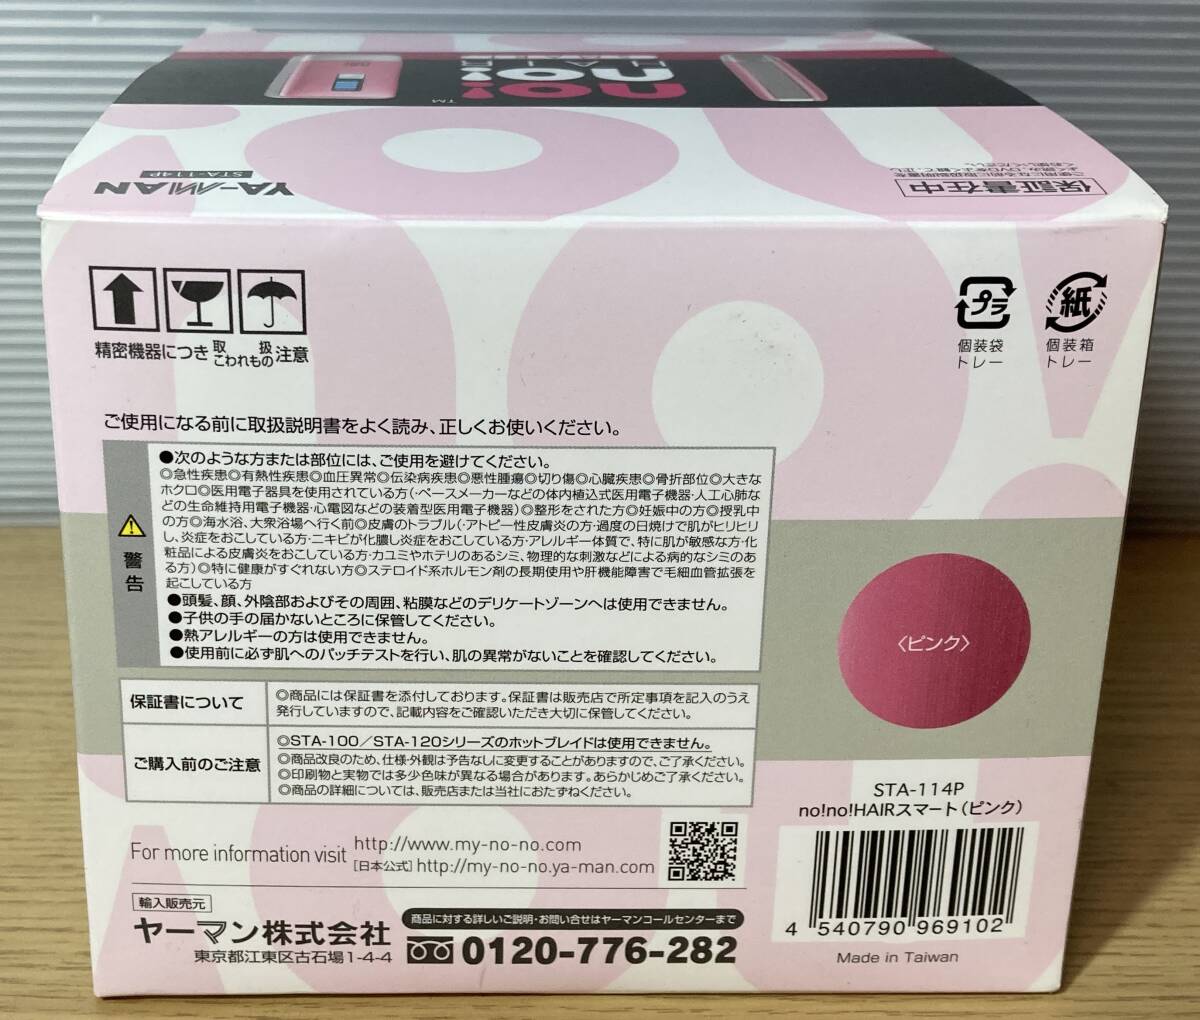 no!
no!
HAIR
TM
YA-MAN
STA-114P
保証書在中
ご使用になる前に取扱説明書を
よく読み、DVDをよく観て、正し
くお使いください。
精密機器につき 取扱 こわれもの 注意
プラ
個装袋
トレー
紙
個装箱
トレー
ご使用になる前に取扱説明書をよく読み、正しくお使いください。
警告
●次のような方または部位には、ご使用を避けてください。
◎急性疾患◎有熱性疾患◎血圧異常◎伝染病疾患◎悪性腫瘍◎切り傷◎心臓疾患◎骨折部位◎大きな
ホクロ◎医用電子器具を使用されている方(・ペースメーカーなどの体内植込式医用電子機器・人工心肺な
どの生命維持用電子機器・心電図などの装着型医用電子機器)◎整形をされた方◎妊娠中の方◎授乳中
の方◎海水浴、大衆浴場へ行く前◎皮膚のトラブル(・アトピー性皮膚炎の方・過度の日焼けで肌がヒリヒリ
し、炎症をおこしている方・ニキビが化膿し炎症をおこしている方・アレルギー体質で、特に肌が敏感な方・化
粧品による皮膚炎をおこしている方・カユミやホテリのあるシミ、物理的な刺激などによる病的なシミのあ
る方)◎特に健康がすぐれない方◎ステロイド系ホルモン剤の長期使用や肝機能障害で毛細血管拡張を
起こしている方
●頭髪、顔、外陰部およびその周囲、粘膜などのデリケートゾーンへは使用できません。
●子供の手の届かないところに保管してください。
●熱アレルギーの方は使用できません。
●使用前に必ず肌へのパッチテストを行い、肌の異常がないことを確認してください。
保証書について
◎商品には保証書を添付しております。保証書は販売店で所定事項を記入のうえ
発行していますので、記載内容をご確認いただき大切に保管してください。
ご購入前のご注意
◎STA-100/STA-120シリーズのホットブレイドは使用できません。
◎商品改良のため、仕様・外観は予告なしに変更することがありますので、ご了承ください。
◎印刷物と実物では多少色味が異なる場合があります。あらかじめご了承ください。
◎商品の詳細については、販売店または当社におたずねください。
〈ピンク〉
STA-114P
no!no!HAIRスマート(ピンク)
4 540790 969102
Made in Taiwan
For more information visit http://www.my-no-no.com
[日本公式] http://my-no-no.ya-man.com
輸入販売元
ヤーマン株式会社
東京都江東区古石場1-4-4
商品に対する詳しいご説明・お問い合せはヤーマンコールセンターまで
0120-776-282